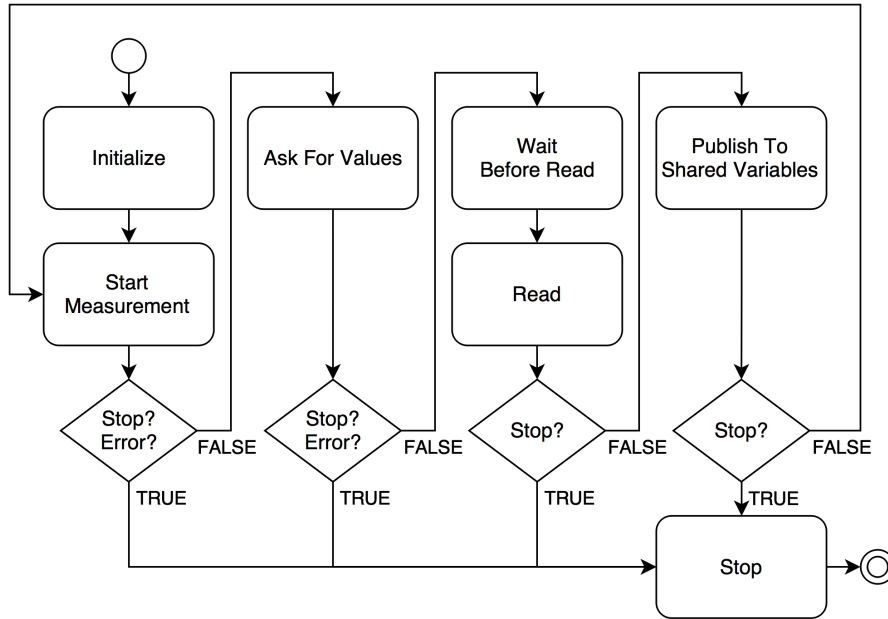 Initialize
Start
Measurement
Stop?
Error?
FALSE
TRUE
Ask For Values
Stop?
Error?
FALSE
TRUE
Wait
Before Read
Read
Stop?
FALSE
TRUE
Publish To
Shared Variables
Stop?
FALSE
TRUE
Stop